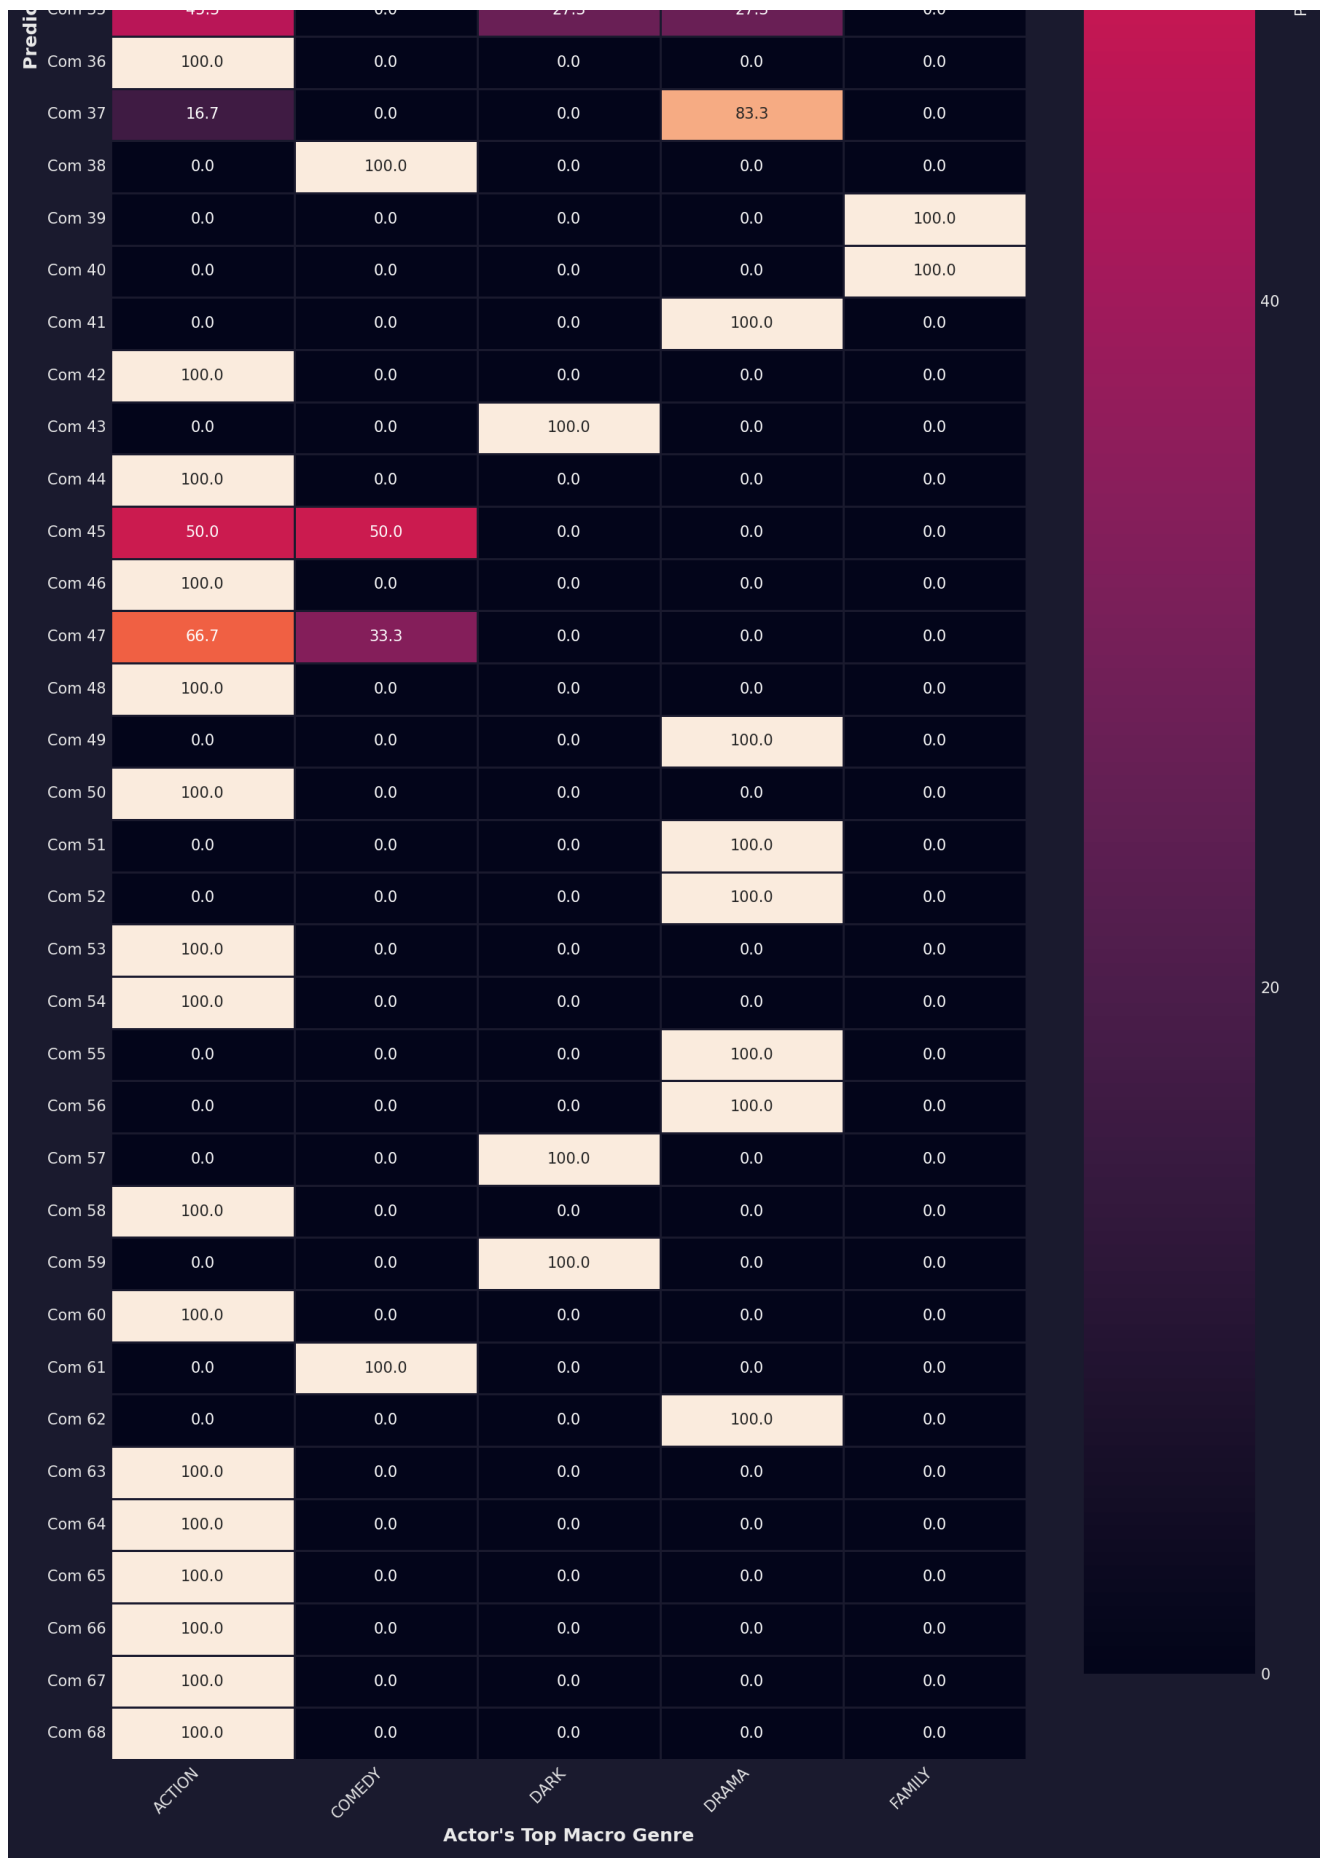 Com 36 100.0 0.0 0.0 0.0 0.0
Com 37 16.7 0.0 0.0 83.3 0.0
Com 38 0.0 100.0 0.0 0.0 0.0
Com 39 0.0 0.0 0.0 0.0 100.0
Com 40 0.0 0.0 0.0 0.0 100.0
40
Com 41 0.0 0.0 0.0 100.0 0.0
Com 42 100.0 0.0 0.0 0.0 0.0
Com 43 0.0 0.0 100.0 0.0 0.0
Com 44 100.0 0.0 0.0 0.0 0.0
Com 45 50.0 50.0 0.0 0.0 0.0
Com 46 100.0 0.0 0.0 0.0 0.0
Com 47 66.7 33.3 0.0 0.0 0.0
Com 48 100.0 0.0 0.0 0.0 0.0
Com 49 0.0 0.0 0.0 100.0 0.0
Com 50 100.0 0.0 0.0 0.0 0.0
Com 51 0.0 0.0 0.0 100.0 0.0
Com 52 0.0 0.0 0.0 100.0 0.0
Com 53 100.0 0.0 0.0 0.0 0.0
20
Com 54 100.0 0.0 0.0 0.0 0.0
Com 55 0.0 0.0 0.0 100.0 0.0
Com 56 0.0 0.0 0.0 100.0 0.0
Com 57 0.0 0.0 100.0 0.0 0.0
Com 58 100.0 0.0 0.0 0.0 0.0
Com 59 0.0 0.0 100.0 0.0 0.0
Com 60 100.0 0.0 0.0 0.0 0.0
Com 61 0.0 100.0 0.0 0.0 0.0
Com 62 0.0 0.0 0.0 100.0 0.0
Com 63 100.0 0.0 0.0 0.0 0.0
Com 64 100.0 0.0 0.0 0.0 0.0
Com 65 100.0 0.0 0.0 0.0 0.0
Com 66 100.0 0.0 0.0 0.0 0.0
Com 67 100.0 0.0 0.0 0.0 0.0
0
Com 68 100.0 0.0 0.0 0.0 0.0
ACTION COMEDY DARK DRAMA FAMILY
Actor's Top Macro Genre